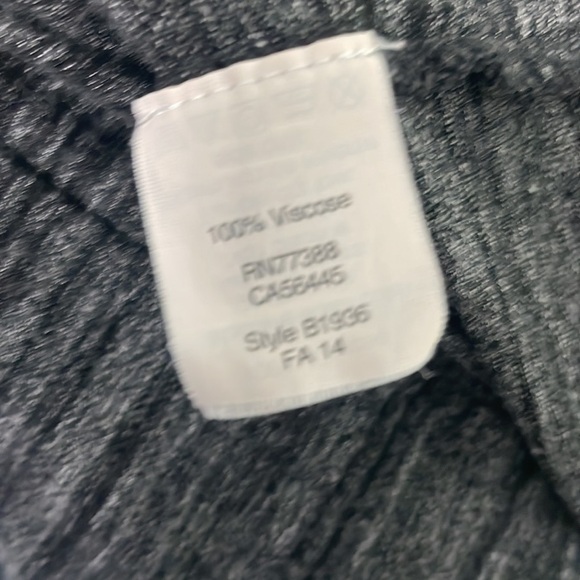 100% Viscose
RN77388
CA56445
Style B1936
FA 14